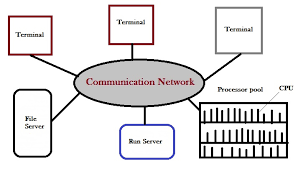 Terminal
Terminal
Terminal
Communication Network
Processor pool
CPU
File
Server
Run Server